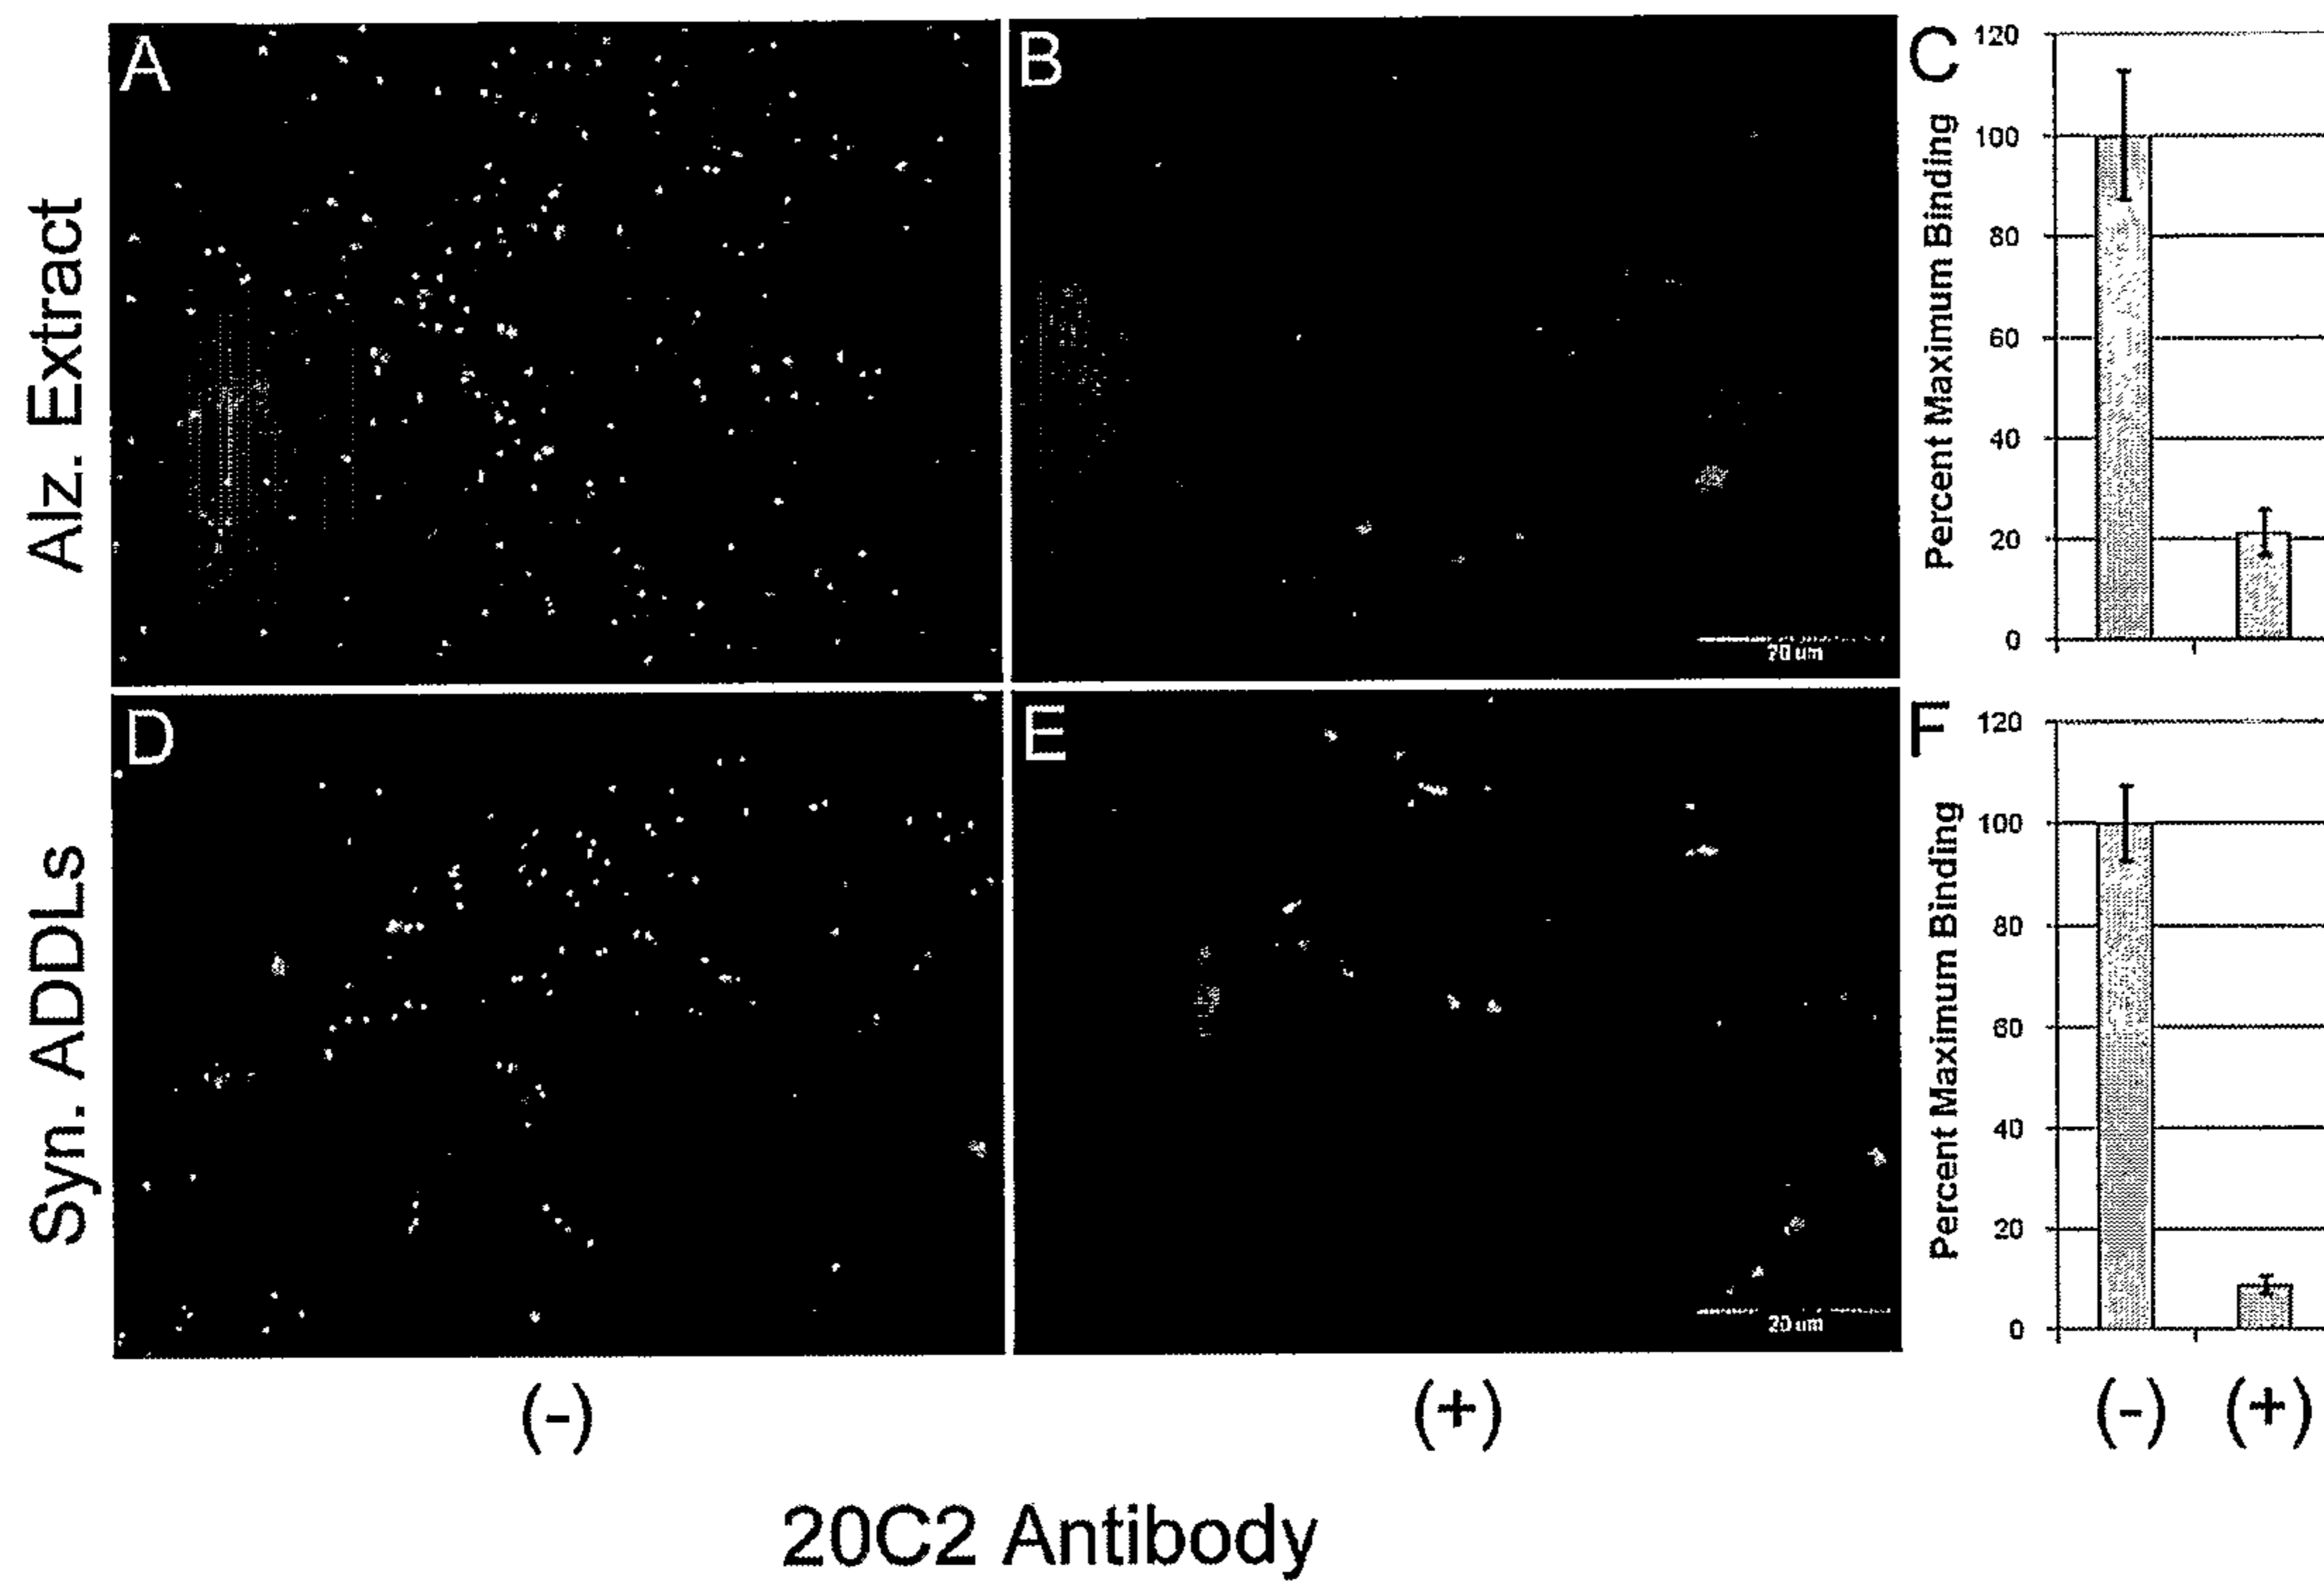 A
B
C
120
100
80
60
40
20
0
Percent Maximum Binding
Alz. Extract
20 um
D
E
F
120
100
80
60
40
20
0
Percent Maximum Binding
Syn. ADDLs
20 um
(-)
(+)
(-)
(+)
20C2 Antibody